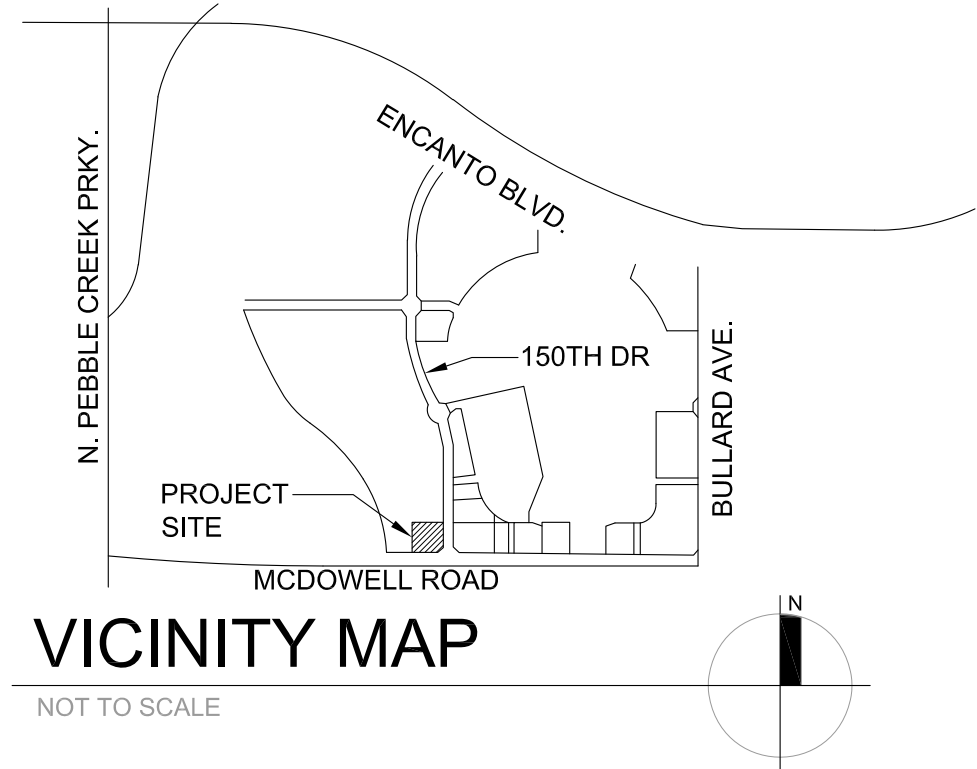 ENCANTO BLVD.
N. PEBBLE CREEK PRKY.
150TH DR
BULLARD AVE.
PROJECT
SITE
MCDOWELL ROAD
VICINITY MAP
N
NOT TO SCALE